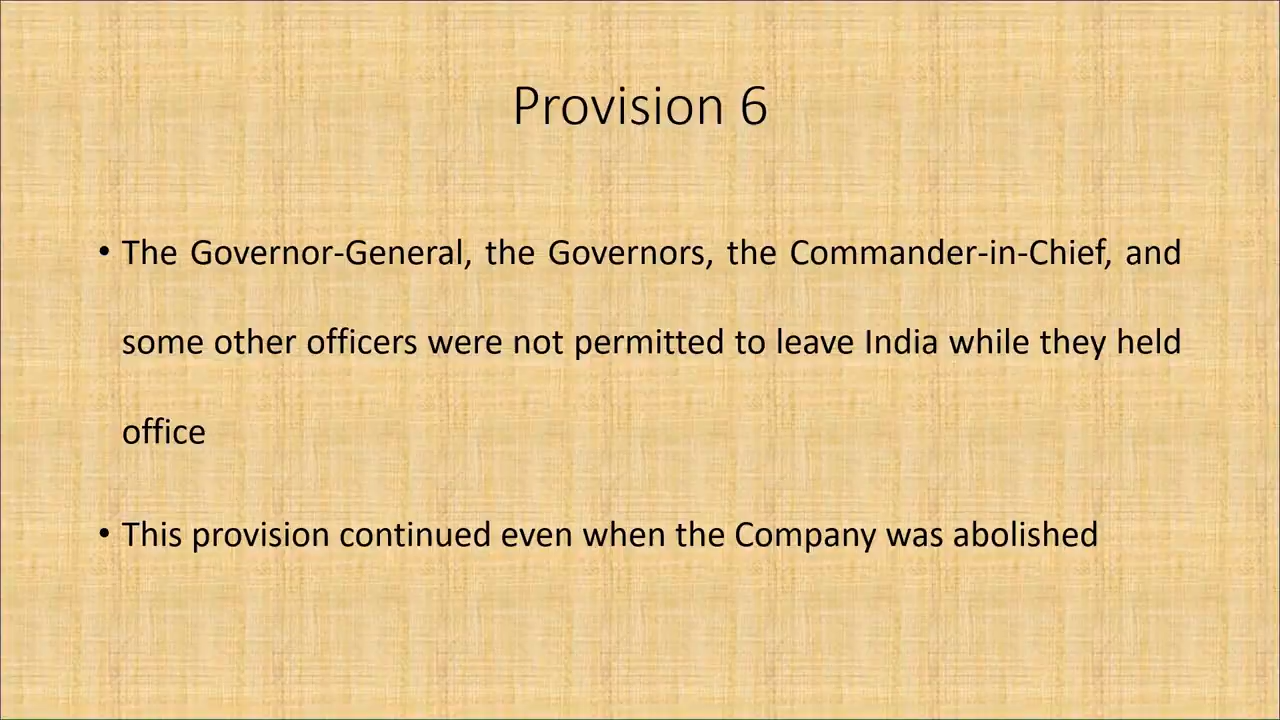 Provision 6
• The Governor-General, the Governors, the Commander-in-Chief, and
some other officers were not permitted to leave India while they held
office
• This provision continued even when the Company was abolished